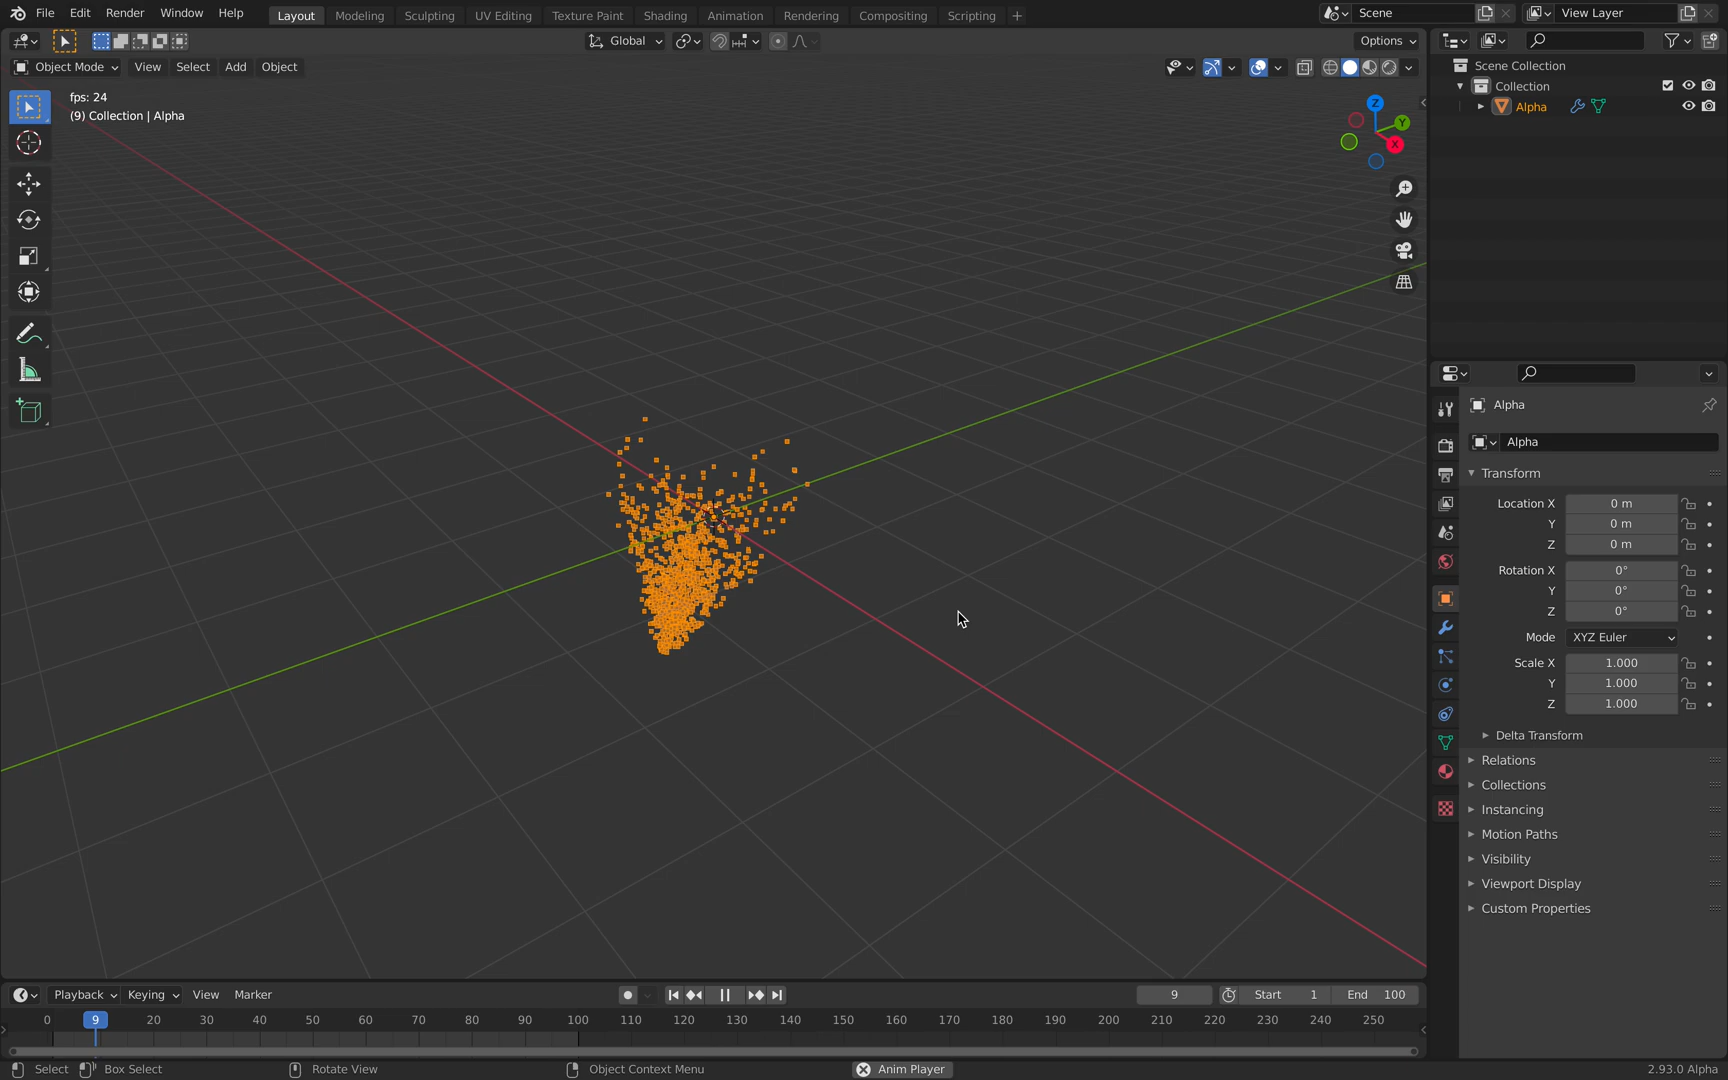 File Edit Render Window Help Layout Modeling Sculpting UV Editing Texture Paint Shading Animation Rendering Compositing Scripting + Scene View Layer
Global Options
Object Mode View Select Add Object
fps: 24
(9) Collection | Alpha
Z
Y
X
Scene Collection
Collection
Alpha
Alpha
Alpha
Transform
Location X 0 m
Y 0 m
Z 0 m
Rotation X 0°
Y 0°
Z 0°
Mode XYZ Euler
Scale X 1.000
Y 1.000
Z 1.000
Delta Transform
Relations
Collections
Instancing
Motion Paths
Visibility
Viewport Display
Custom Properties
Playback Keying View Marker 9 Start 1 End 100
0 9 20 30 40 50 60 70 80 90 100 110 120 130 140 150 160 170 180 190 200 210 220 230 240 250
Select Box Select Rotate View Object Context Menu Anim Player 2.93.0 Alpha